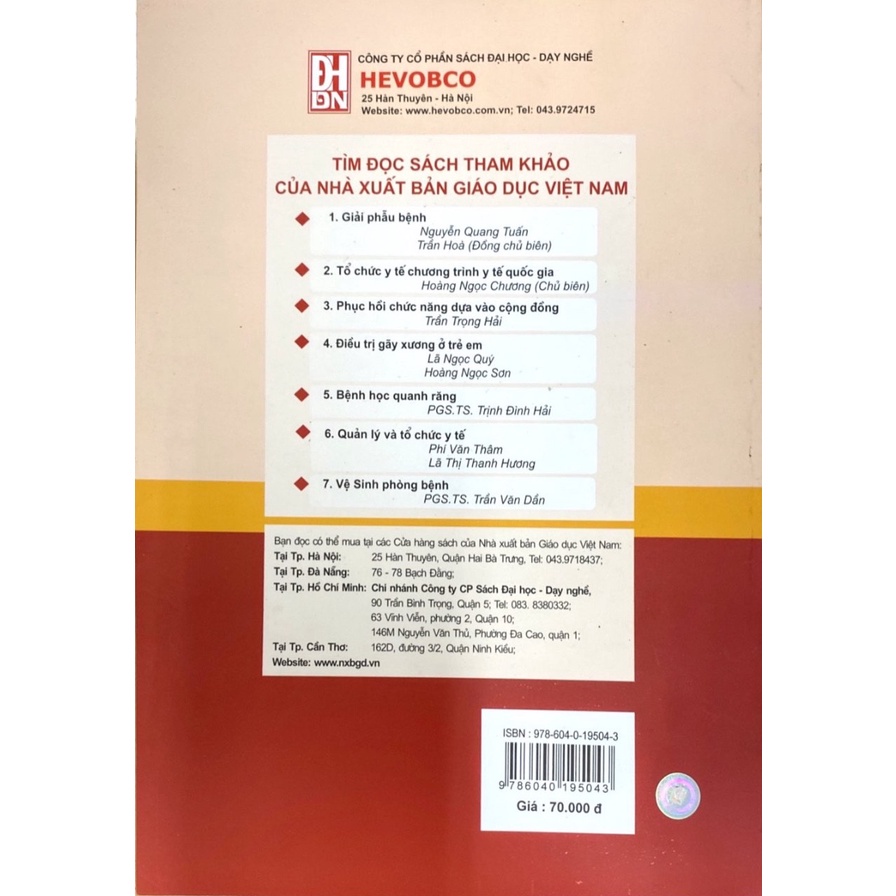 ĐH
DN
CÔNG TY CỔ PHẦN SÁCH ĐẠI HỌC - DẠY NGHỀ
HEVOBCO
25 Hàn Thuyên - Hà Nội
Website: www.hevobco.com.vn; Tel: 043.9724715
TÌM ĐỌC SÁCH THAM KHẢO
CỦA NHÀ XUẤT BẢN GIÁO DỤC VIỆT NAM
1. Giải phẫu bệnh
Nguyễn Quang Tuấn
Trần Hoà (Đồng chủ biên)
2. Tổ chức y tế chương trình y tế quốc gia
Hoàng Ngọc Chương (Chủ biên)
3. Phục hồi chức năng dựa vào cộng đồng
Trần Trọng Hải
4. Điều trị gãy xương ở trẻ em
Lã Ngọc Quý
Hoàng Ngọc Sơn
5. Bệnh học quanh răng
PGS.TS. Trịnh Đình Hải
6. Quản lý và tổ chức y tế
Phí Văn Thâm
Lã Thị Thanh Hương
7. Vệ Sinh phòng bệnh
PGS.TS. Trần Văn Dần
Bạn đọc có thể mua tại các Cửa hàng sách của Nhà xuất bản Giáo dục Việt Nam:
Tại Tp. Hà Nội: 25 Hàn Thuyên, Quận Hai Bà Trưng, Tel: 043.9718437;
Tại Tp. Đà Nẵng: 76 - 78 Bạch Đằng;
Tại Tp. Hồ Chí Minh: Chi nhánh Công ty CP Sách Đại học - Dạy nghề,
90 Trần Bình Trọng, Quận 5; Tel: 083. 8380332;
63 Vĩnh Viễn, phường 2, Quận 10;
146M Nguyễn Văn Thủ, Phường Đa Cao, quận 1;
Tại Tp. Cần Thơ: 162D, đường 3/2, Quận Ninh Kiều;
Website: www.nxbgd.vn
ISBN : 978-604-0-19504-3
9 786040 195043
Giá : 70.000 đ